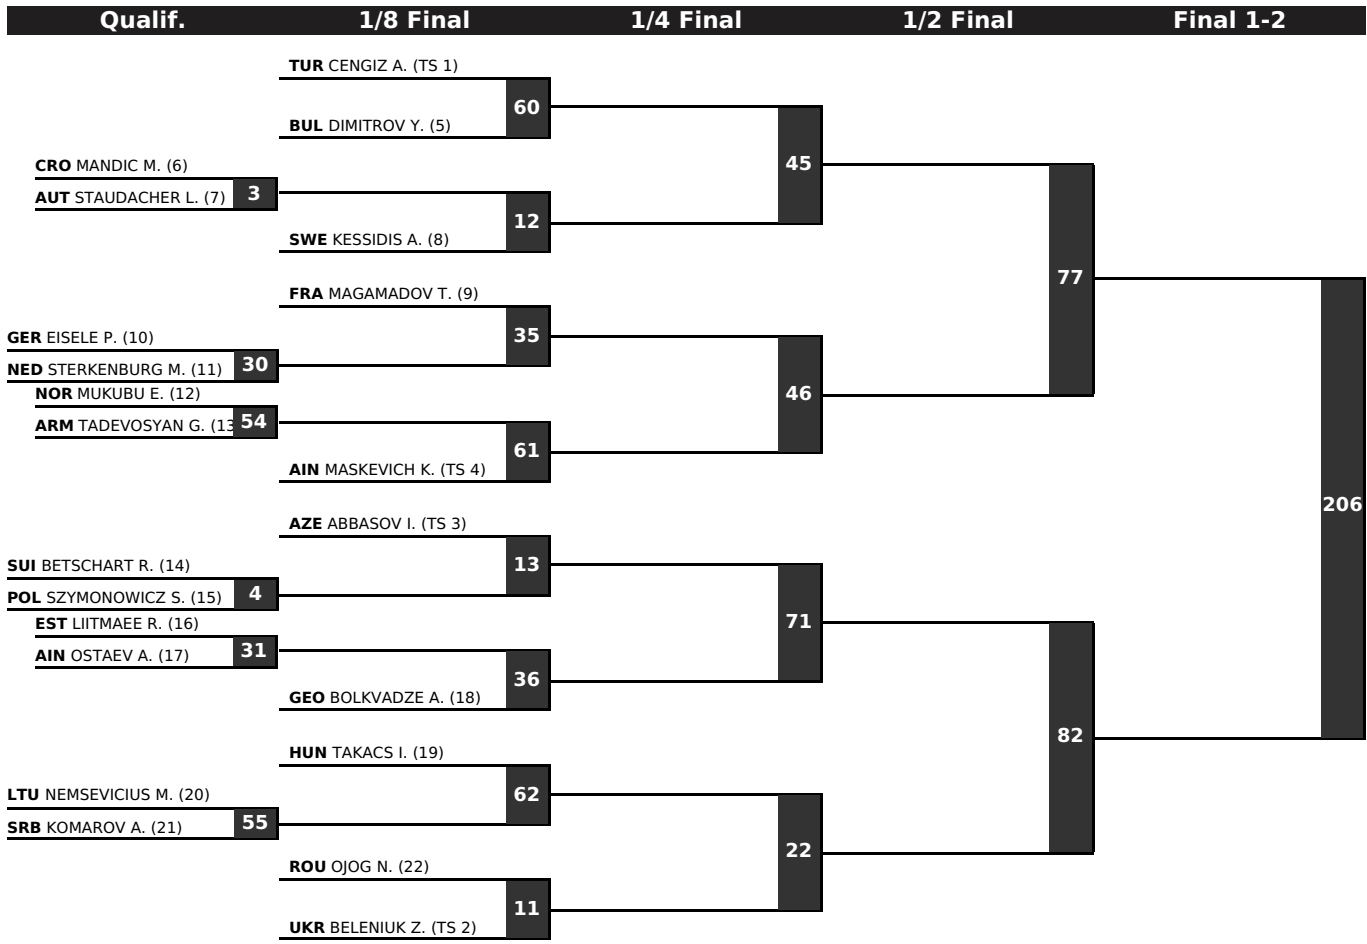 Qualif. 1/8 Final 1/4 Final 1/2 Final Final 1-2
TUR CENGIZ A. (TS 1)
60
BUL DIMITROV Y. (5)
45
CRO MANDIC M. (6)
3
AUT STAUDACHER L. (7)
12
SWE KESSIDIS A. (8)
77
FRA MAGAMADOV T. (9)
35
GER EISELE P. (10)
30
NED STERKENBURG M. (11)
46
NOR MUKUBU E. (12)
54
ARM TADEVOSYAN G. (13
61
AIN MASKEVICH K. (TS 4)
206
AZE ABBASOV I. (TS 3)
13
SUI BETSCHART R. (14)
4
POL SZYMONOWICZ S. (15)
71
EST LIITMAEE R. (16)
31
AIN OSTAEV A. (17)
36
GEO BOLKVADZE A. (18)
82
HUN TAKACS I. (19)
62
LTU NEMSEVICIUS M. (20)
55
SRB KOMAROV A. (21)
22
ROU OJOG N. (22)
11
UKR BELENIUK Z. (TS 2)